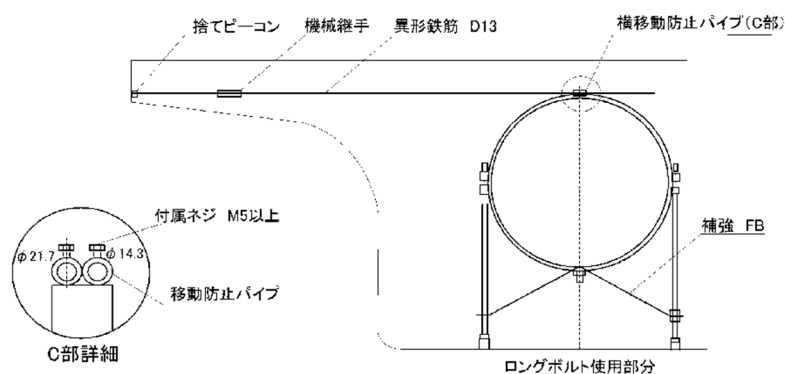 捨てピーコン
機械継手
異形鉄筋 D13
横移動防止パイプ(C部)
付属ネジ M5以上
φ21.7
φ14.3
移動防止パイプ
C部詳細
補強 FB
ロングボルト使用部分